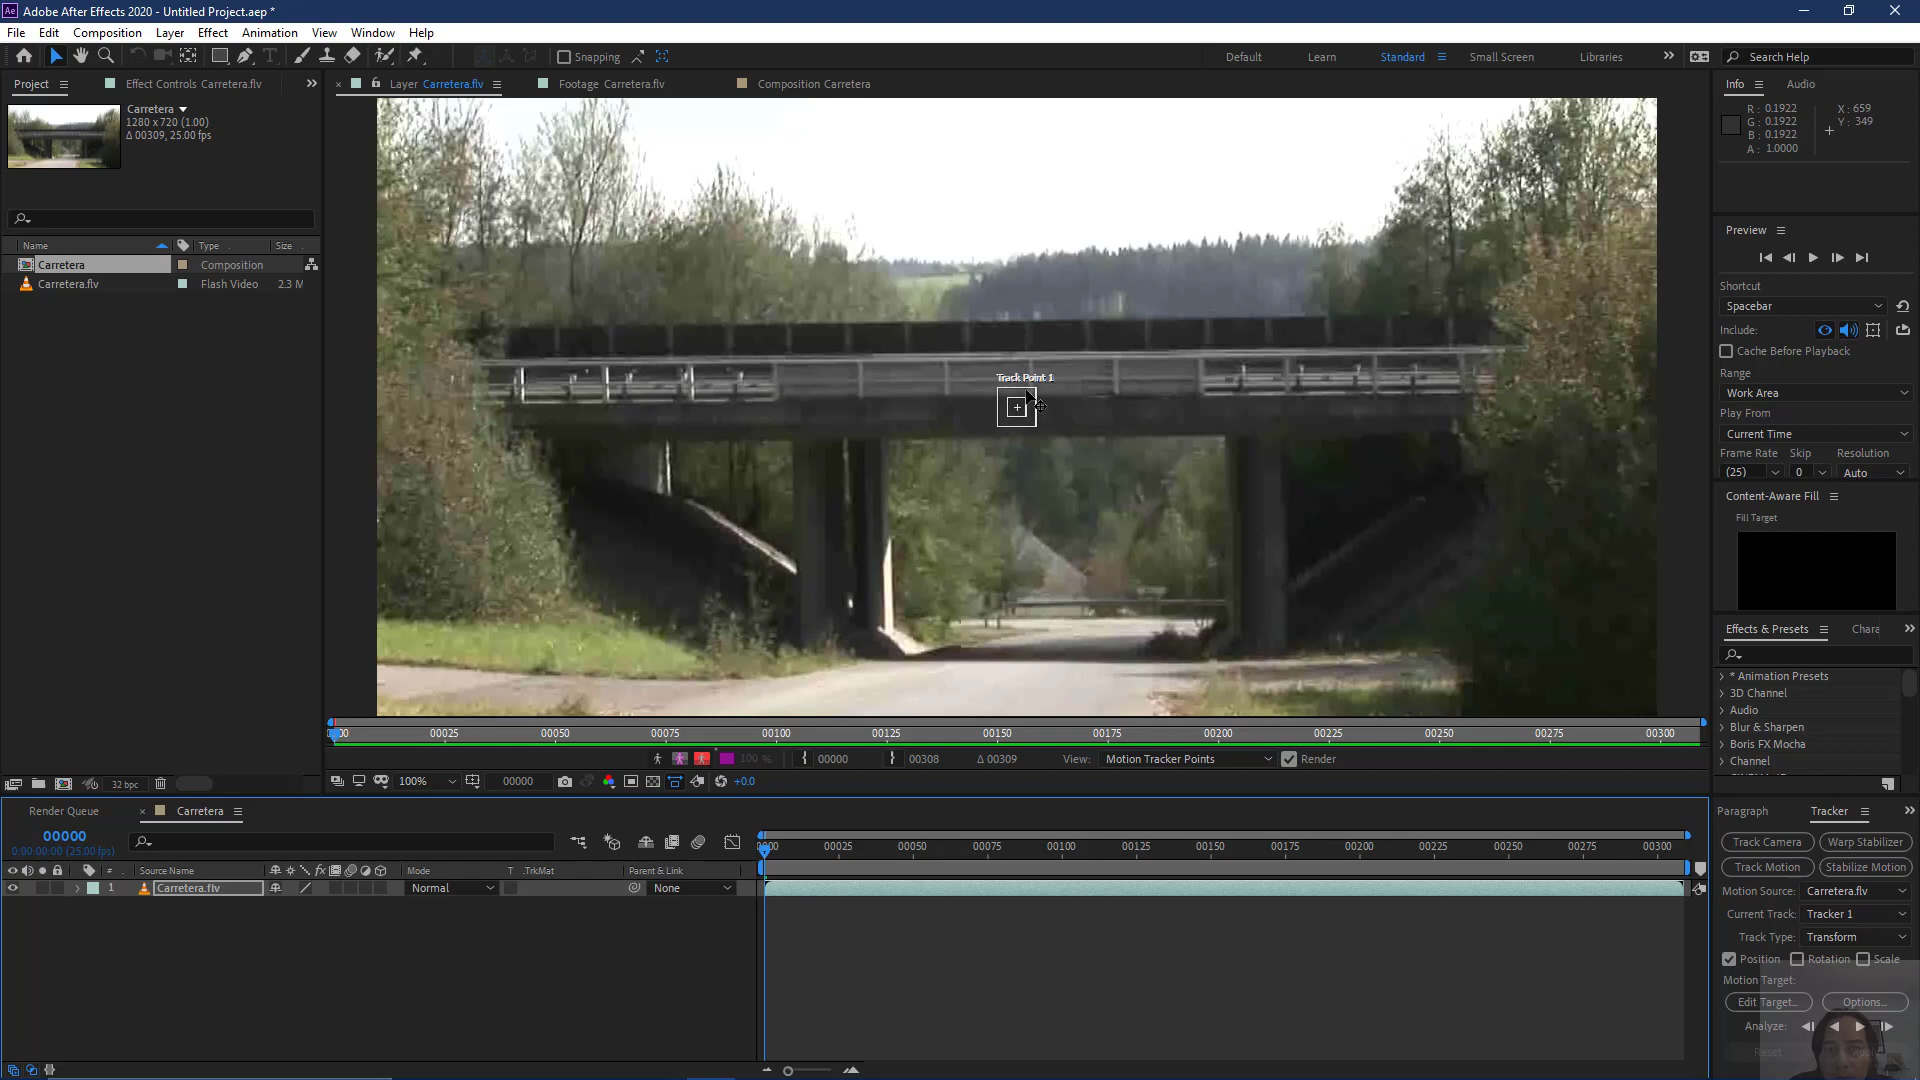 Adobe After Effects 2020 - Untitled Project.aep *
File Edit Composition Layer Effect Animation View Window Help
Snapping
Default Learn Standard Small Screen Libraries
Search Help
Project
Effect Controls Carretera.flv
Layer Carretera.flv
Footage Carretera.flv
Composition Carretera
Carretera
1280 x 720 (1.00)
Δ 00309, 25.00 fps
Name Type Size
Carretera Composition
Carretera.flv Flash Video 2.3 M
Track Point 1
Info Audio
R : 0.1922
G : 0.1922
B : 0.1922
A : 1.0000
X : 659
Y : 349
Preview
Shortcut
Spacebar
Include:
Cache Before Playback
Range
Work Area
Play From
Current Time
Frame Rate Skip Resolution
(25) 0 Auto
Content-Aware Fill
Fill Target
Effects & Presets Chara
* Animation Presets
3D Channel
Audio
Blur & Sharpen
Boris FX Mocha
Channel
00025 00050 00075 00100 00125 00150 00175 00200 00225 00250 00275 00300
100 % 00000 00308 Δ 00309 View: Motion Tracker Points Render
32 bpc
100% 00000 +0.0
Render Queue Carretera
00000
0:00:00:00 (25.00 fps)
# Source Name fx Mode T .TrkMat Parent & Link
1 Carretera.flv Normal None
00025 00050 00075 00100 00125 00150 00175 00200 00225 00250 00275 00300
Paragraph Tracker
Track Camera Warp Stabilizer
Track Motion Stabilize Motion
Motion Source: Carretera.flv
Current Track: Tracker 1
Track Type: Transform
Position Rotation Scale
Motion Target:
Edit Target... Options...
Analyze:
Reset